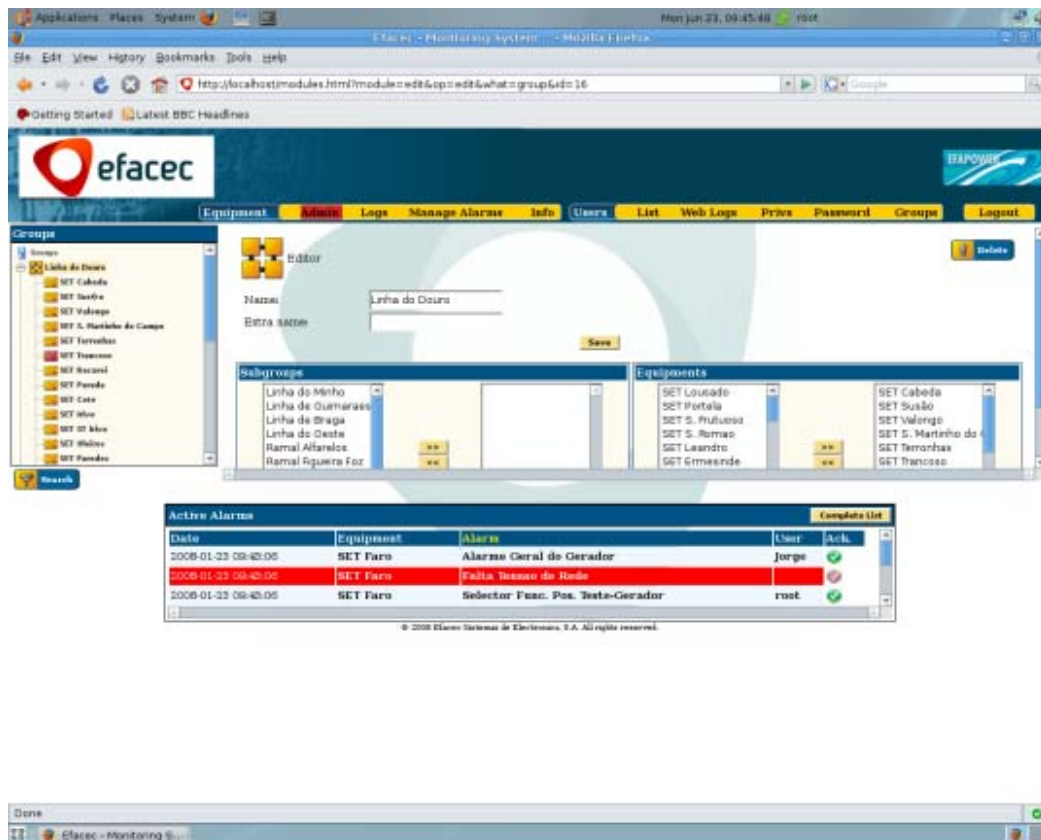 Applications Places System
Mon Jun 23, 09:45:48
root
Efacec - Monitoring System ... - Mozilla Firefox
File Edit View History Bookmarks Tools Help
http://localhost/modules.html?module=edit&op=edit&what=group&id=16
Google
Getting Started Latest BBC Headlines
efacec
EFAPOWER
Equipment Admin Logs Manage Alarms Info Users List Web Logs Privs Password Groups Logout
Groups
Groups
Linha do Douro
SET Cabeda
SET Susão
SET Valongo
SET S. Martinho do Campo
SET Terronhas
SET Trancoso
SET Parada
SET Cete
SET Paredes
Search
Editor
Delete
Name:
Linha do Douro
Extra name:
Save
Subgroups
Linha do Minho
Linha de Guimaraes
Linha de Braga
Linha do Oeste
Ramal Alfarelos
Ramal Figueira Foz
>>
<<
Equipments
SET Lousado
SET Portela
SET S. Frutuoso
SET S. Romao
SET Leandro
SET Ermesinde
>>
<<
SET Cabeda
SET Susão
SET Valongo
SET S. Martinho do
SET Terronhas
SET Trancoso
Active Alarms
Complete List
Date Equipment Alarm User Ack.
2008-01-23 09:43:06 SET Faro Alarme Geral do Gerador Jorge
2008-01-23 09:43:06 SET Faro Falta Tensao de Rede
2008-01-23 09:43:06 SET Faro Selector Func. Pos. Teste-Gerador root
© 2008 Efacec Sistemas de Electronica, S.A. All rights reserved.
Done
Efacec - Monitoring S...